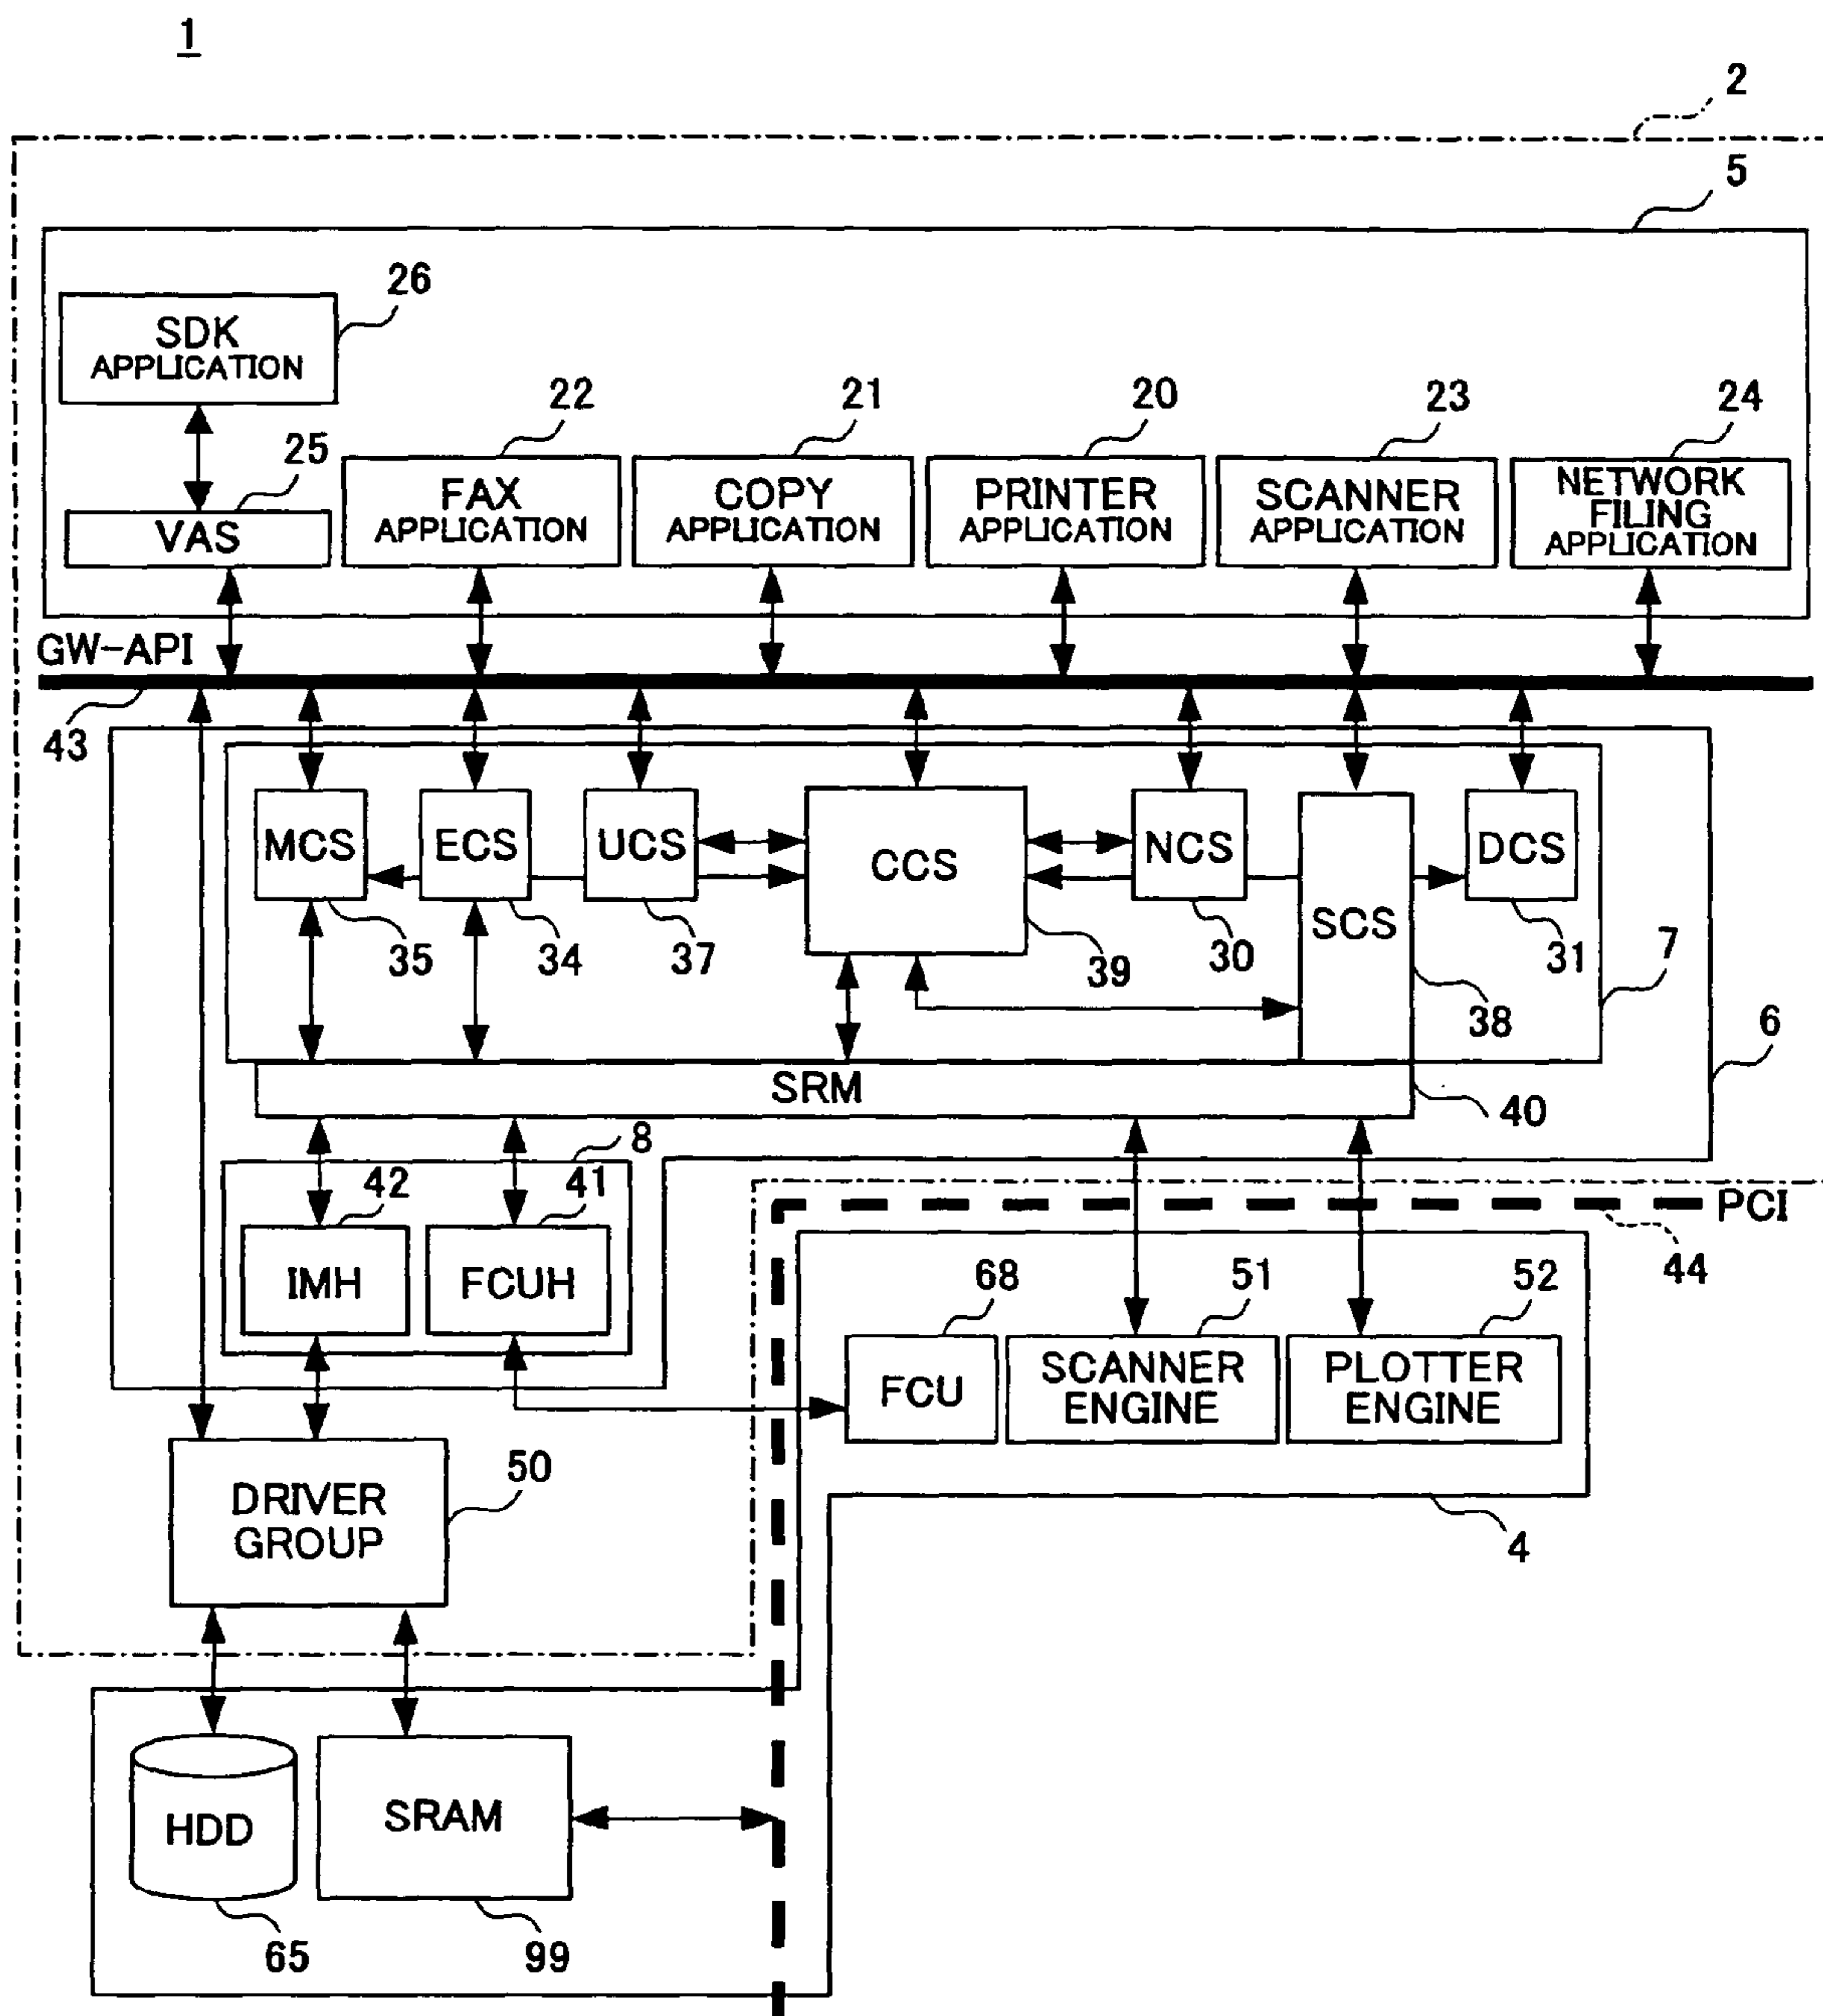 1
2
5
26
SDK
APPLICATION
22
21
20
23
24
25
VAS
FAX
APPLICATION
COPY
APPLICATION
PRINTER
APPLICATION
SCANNER
APPLICATION
NETWORK
FILING
APPLICATION
GW-API
43
MCS
ECS
UCS
CCS
NCS
SCS
DCS
35
34
37
39
30
38
31
7
6
SRM
40
8
42
41
IMH
FCUH
PCI
44
68
51
52
FCU
SCANNER
ENGINE
PLOTTER
ENGINE
4
50
DRIVER
GROUP
HDD
SRAM
65
99